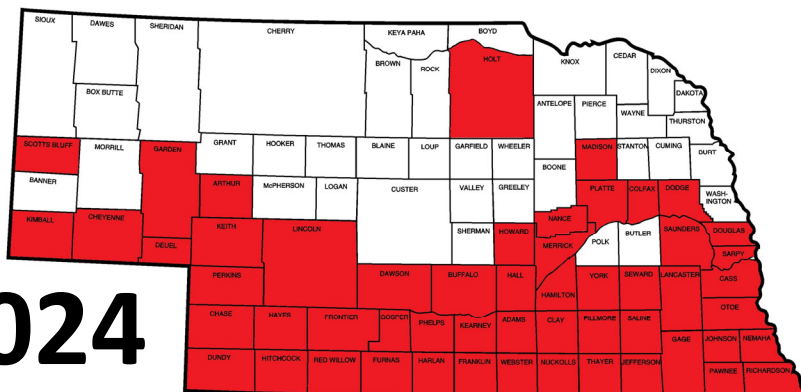 SIOUX
DAWES
SHERIDAN
CHERRY
KEYA PAHA
BOYD
BROWN
ROCK
HOLT
KNOX
CEDAR
DIXON
DAKOTA
BOX BUTTE
ANTELOPE
PIERCE
WAYNE
THURSTON
SCOTTS BLUFF
MORRILL
GARDEN
GRANT
HOOKER
THOMAS
BLAINE
LOUP
GARFIELD
WHEELER
BOONE
MADISON
STANTON
CUMING
DURT
BANNER
ARTHUR
McPHERSON
LOGAN
CUSTER
VALLEY
GREELEY
PLATTE
COLFAX
DODGE
WASH-
INGTON
KIMBALL
CHEYENNE
DEUEL
KEITH
LINCOLN
SHERMAN
HOWARD
NANCE
MERRICK
POLK
BUTLER
SAUNDERS
DOUGLAS
SARPY
PERKINS
DAWSON
BUFFALO
HALL
HAMILTON
YORK
SEWARD
LANCASTER
CASS
OTOE
CHASE
HAYES
FRONTIER
GOSPER
PHELPS
KEARNEY
ADAMS
CLAY
FILLMORE
SALINE
GAGE
JOHNSON
NEMAHA
DUNDY
HITCHCOCK
RED WILLOW
FURNAS
HARLAN
FRANKLIN
WEBSTER
NUCKOLLS
THAYER
JEFFERSON
PAWNEE
RICHARDSON
024